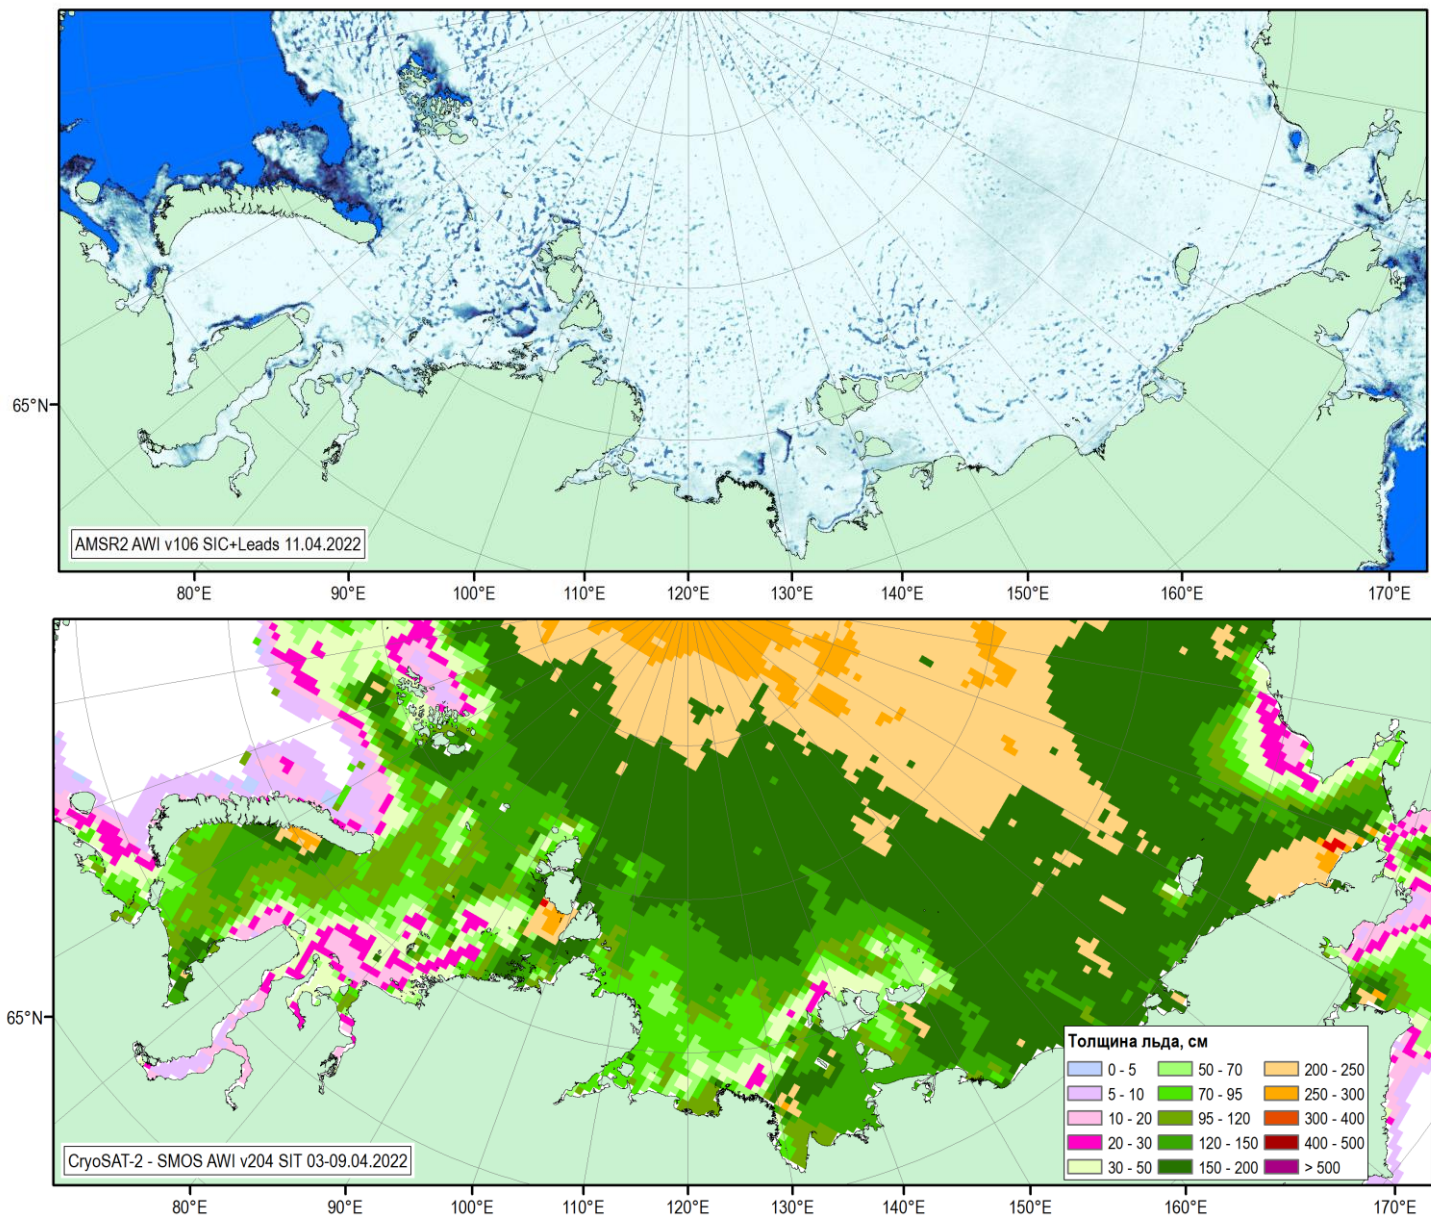 65°N
AMSR2 AWI v106 SIC+Leads 11.04.2022
80°E 90°E 100°E 110°E 120°E 130°E 140°E 150°E 160°E 170°E
65°N
Толщина льда, см
0 - 5 50 - 70 200 - 250
5 - 10 70 - 95 250 - 300
10 - 20 95 - 120 300 - 400
20 - 30 120 - 150 400 - 500
30 - 50 150 - 200 > 500
CryoSAT-2 - SMOS AWI v204 SIT 03-09.04.2022
80°E 90°E 100°E 110°E 120°E 130°E 140°E 150°E 160°E 170°E